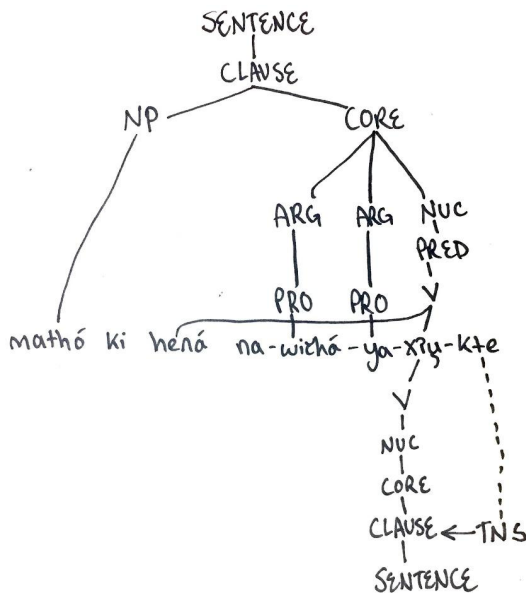 SENTENCE
CLAUSE
NP CORE
ARG ARG NUC
PRED
PRO PRO V
mathó ki hená na-wičhá-ya-xʔų-kte
V
NUC
CORE
CLAUSE ← TNS
SENTENCE